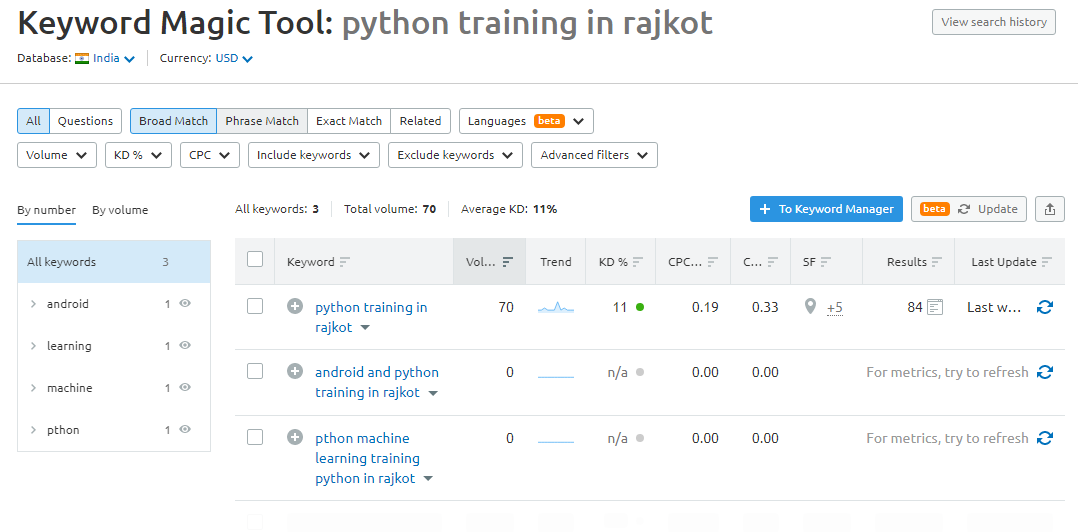 Keyword Magic Tool: python training in rajkot
View search history
Database: India Currency: USD
All Questions Broad Match Phrase Match Exact Match Related Languages beta
Volume KD % CPC Include keywords Exclude keywords Advanced filters
By number By volume
All keywords: 3 Total volume: 70 Average KD: 11%
+ To Keyword Manager beta Update
All keywords 3
android 1
learning 1
machine 1
pthon 1
Keyword Vol... Trend KD % CPC... C... SF Results Last Update
python training in
rajkot
70 11 0.19 0.33 +5 84 Last w...
android and python
training in rajkot
0 n/a 0.00 0.00 For metrics, try to refresh
pthon machine
learning training
python in rajkot
0 n/a 0.00 0.00 For metrics, try to refresh